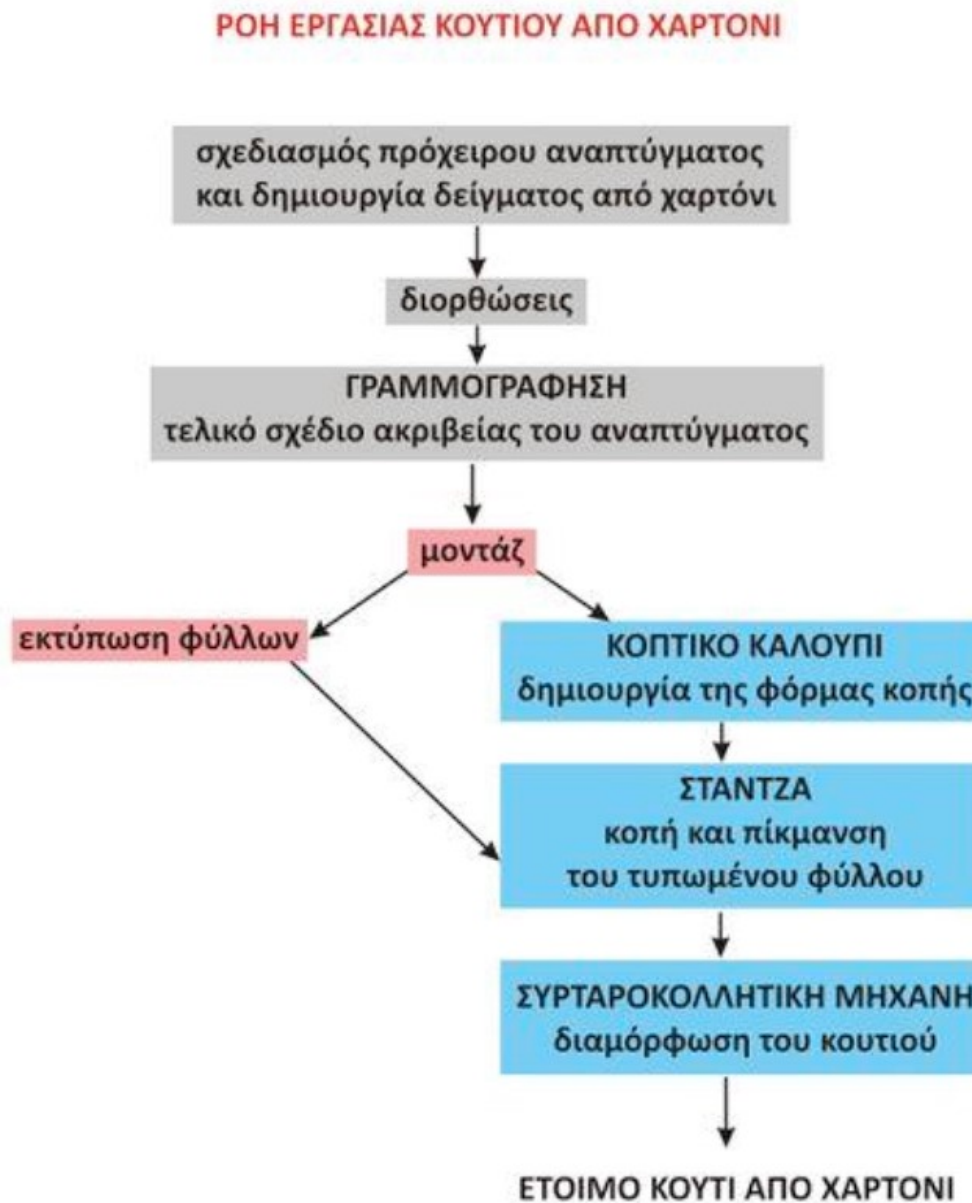 ΡΟΗ ΕΡΓΑΣΙΑΣ ΚΟΥΤΙΟΥ ΑΠΟ ΧΑΡΤΟΝΙ
σχεδιασμός πρόχειρου αναπτύγματος
και δημιουργία δείγματος από χαρτόνι
διορθώσεις
ΓΡΑΜΜΟΓΡΑΦΗΣΗ
τελικό σχέδιο ακριβείας του αναπτύγματος
μοντάζ
εκτύπωση φύλλων
ΚΟΠΤΙΚΟ ΚΑΛΟΥΠΙ
δημιουργία της φόρμας κοπής
ΣΤΑΝΤΖΑ
κοπή και πίκμανση
του τυπωμένου φύλλου
ΣΥΡΤΑΡΟΚΟΛΛΗΤΙΚΗ ΜΗΧΑΝΗ
διαμόρφωση του κουτιού
ΕΤΟΙΜΟ ΚΟΥΤΙ ΑΠΟ ΧΑΡΤΟΝΙ